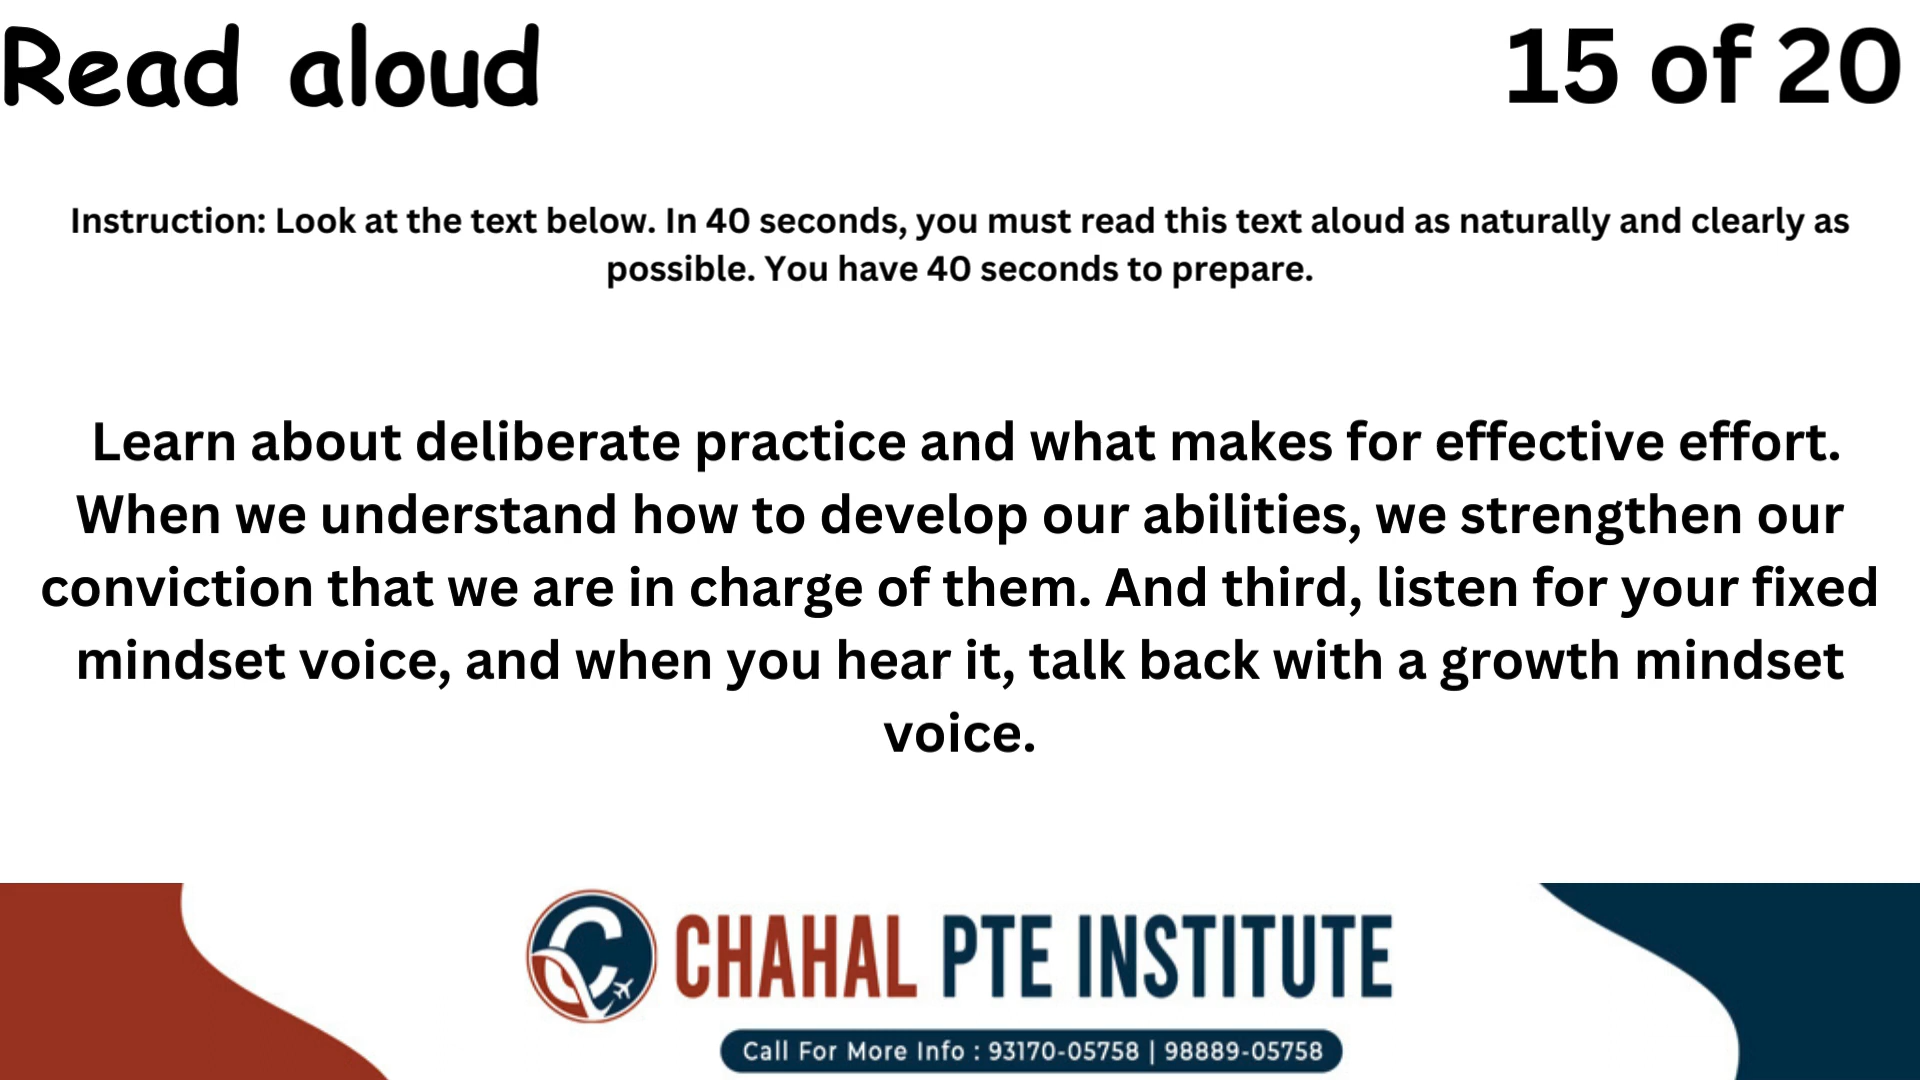 Read aloud
15 of 20
Instruction: Look at the text below. In 40 seconds, you must read this text aloud as naturally and clearly as
possible. You have 40 seconds to prepare.
Learn about deliberate practice and what makes for effective effort.
When we understand how to develop our abilities, we strengthen our
conviction that we are in charge of them. And third, listen for your fixed
mindset voice, and when you hear it, talk back with a growth mindset
voice.
CHAHAL PTE INSTITUTE
Call For More Info : 93170-05758 | 98889-05758